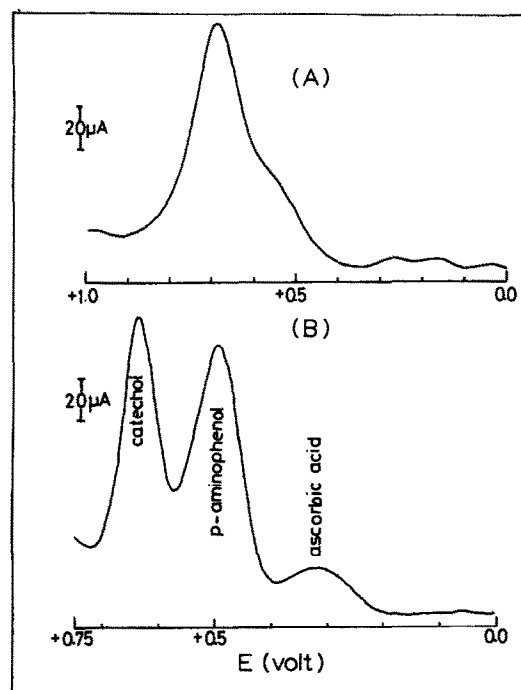 (A)
20μA
+1.0 +0.5 0.0
(B)
20μA
catechol
p-aminophenol
ascorbic acid
+0.75 +0.5 0.0
E (volt)